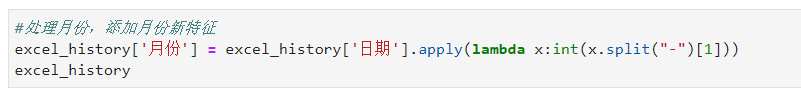 #处理月份，添加月份新特征
excel_history['月份'] = excel_history['日期'].apply(lambda x:int(x.split("-")[1]))
excel_history